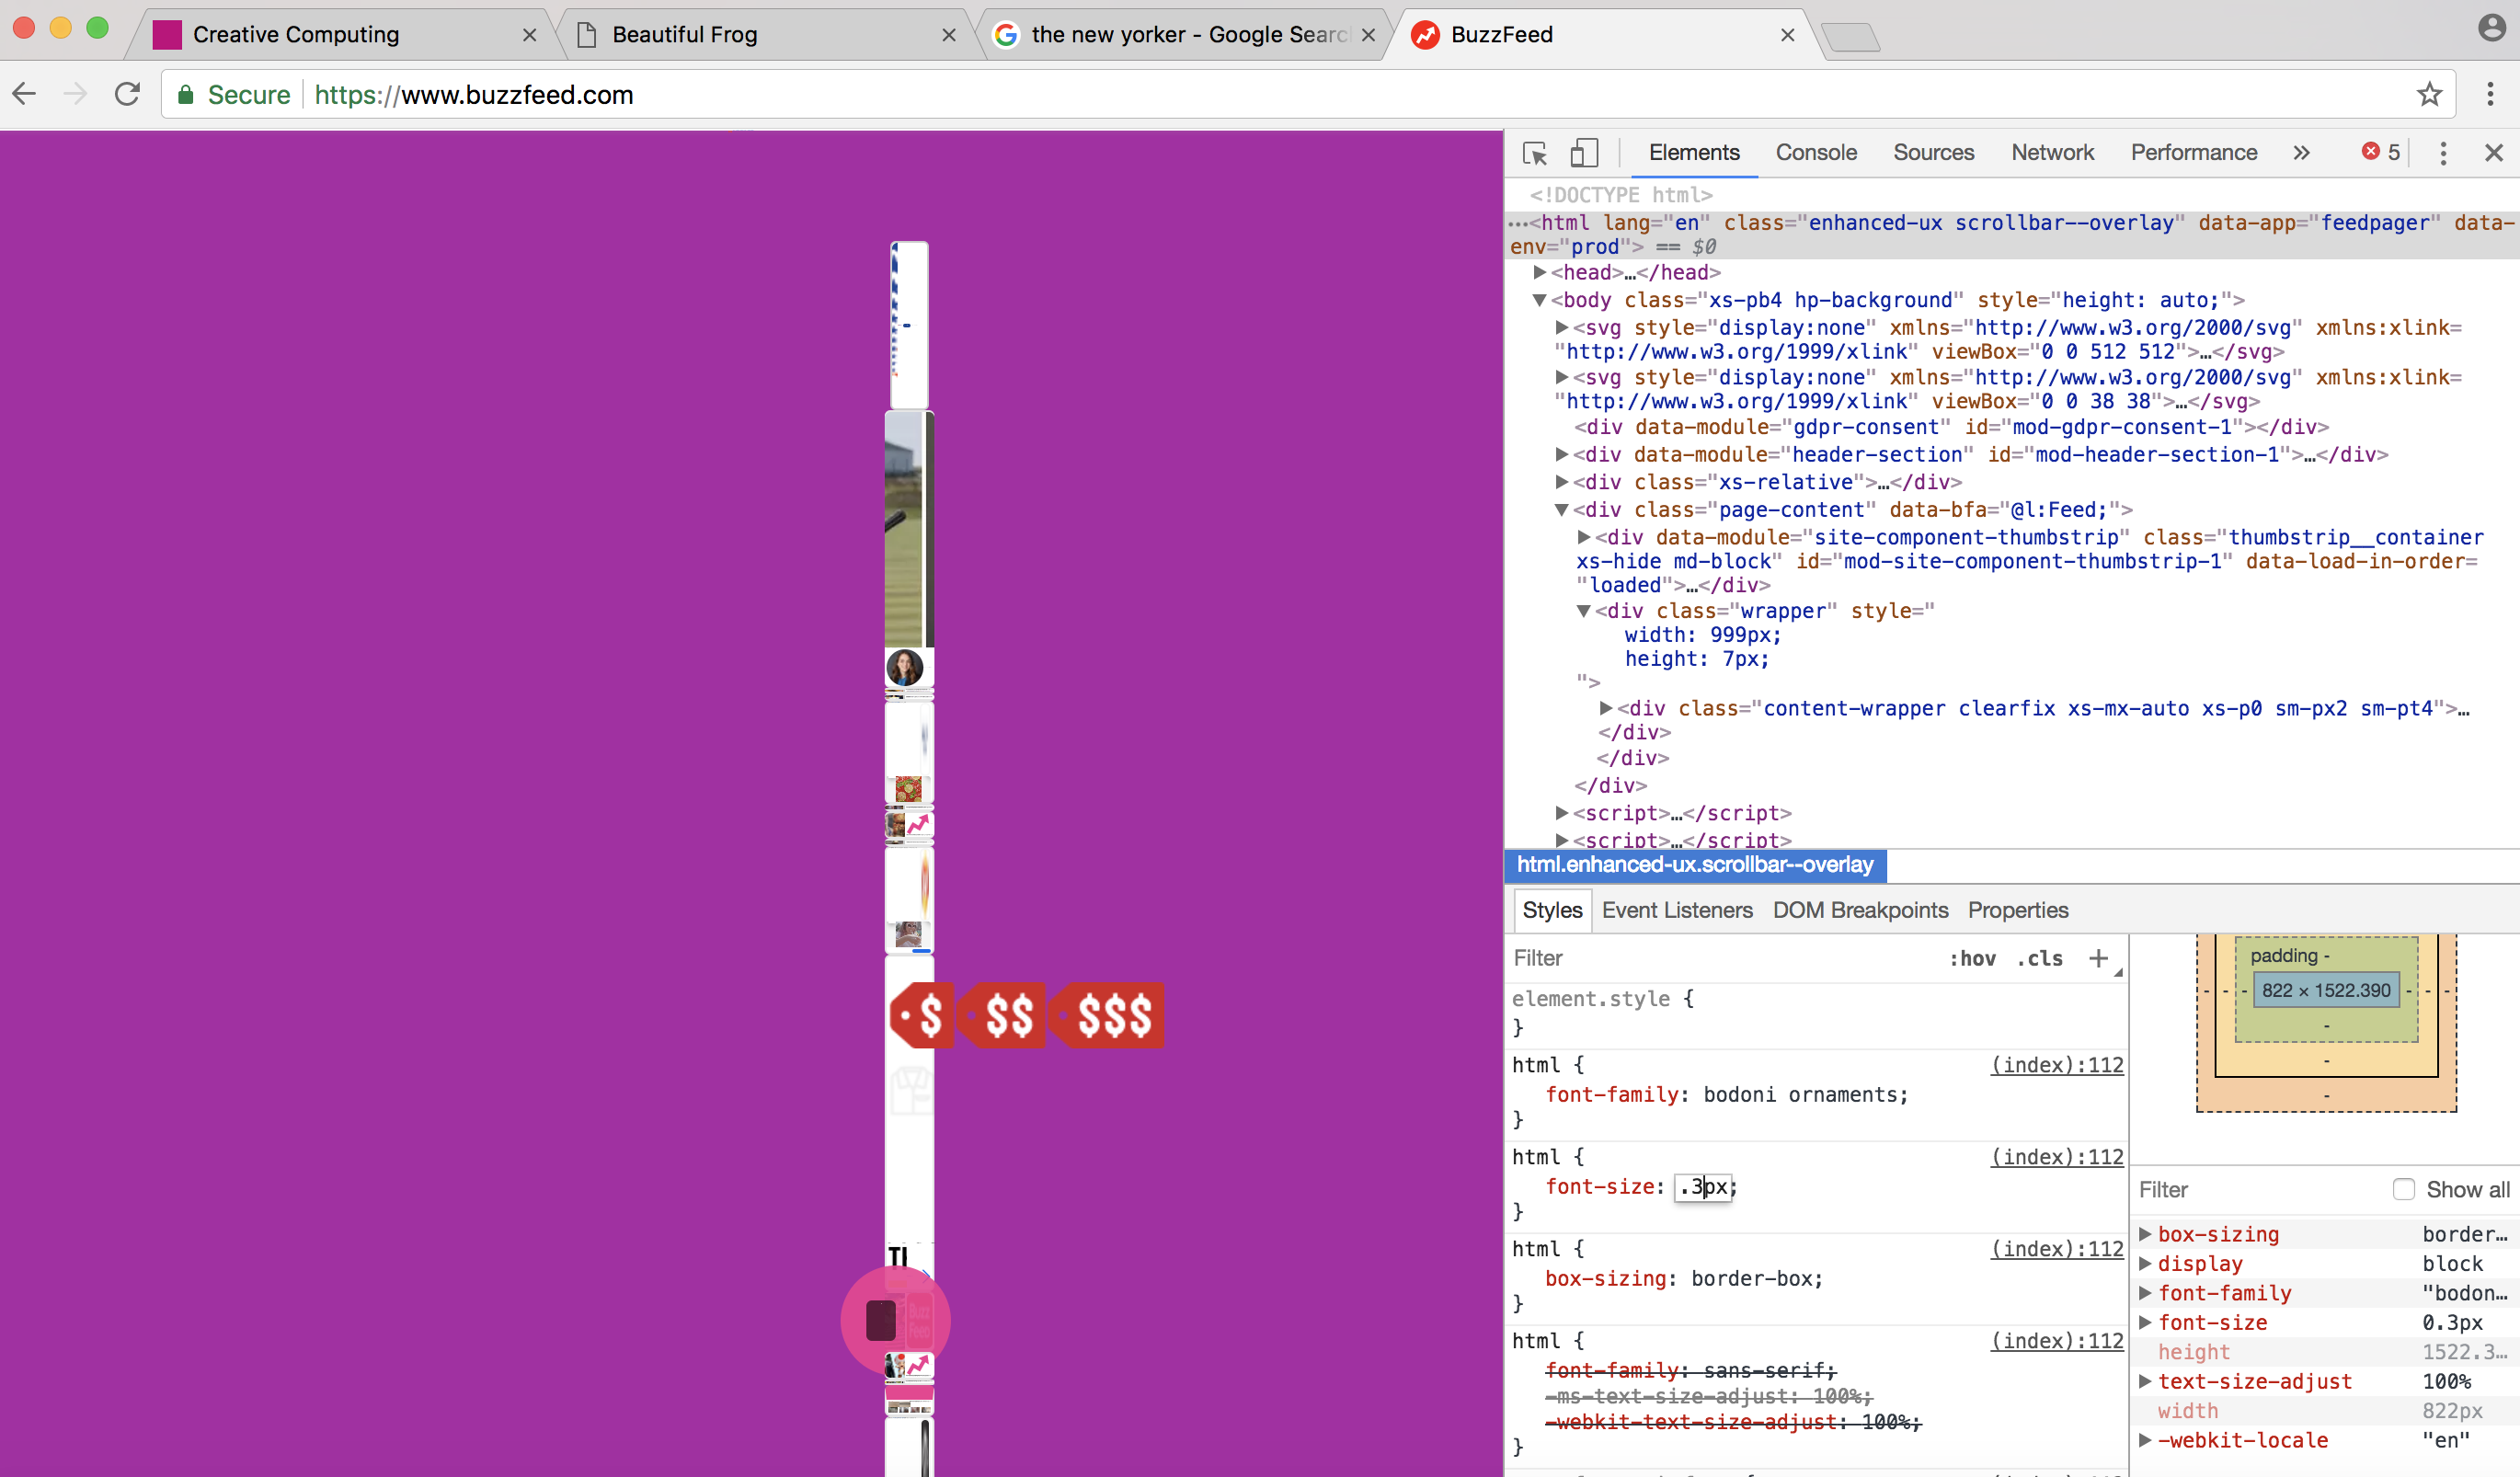 Creative Computing
Beautiful Frog
the new yorker - Google Searc
BuzzFeed
Secure https://www.buzzfeed.com
Elements Console Sources Network Performance » 5
<!DOCTYPE html>
…<html lang="en" class="enhanced-ux scrollbar--overlay" data-app="feedpager" data-
env="prod"> == $0
<head>…</head>
<body class="xs-pb4 hp-background" style="height: auto;">
<svg style="display:none" xmlns="http://www.w3.org/2000/svg" xmlns:xlink=
"http://www.w3.org/1999/xlink" viewBox="0 0 512 512">…</svg>
<svg style="display:none" xmlns="http://www.w3.org/2000/svg" xmlns:xlink=
"http://www.w3.org/1999/xlink" viewBox="0 0 38 38">…</svg>
<div data-module="gdpr-consent" id="mod-gdpr-consent-1"></div>
<div data-module="header-section" id="mod-header-section-1">…</div>
<div class="xs-relative">…</div>
<div class="page-content" data-bfa="@l:Feed;">
<div data-module="site-component-thumbstrip" class="thumbstrip__container
xs-hide md-block" id="mod-site-component-thumbstrip-1" data-load-in-order=
"loaded">…</div>
<div class="wrapper" style="
width: 999px;
height: 7px;
">
<div class="content-wrapper clearfix xs-mx-auto xs-p0 sm-px2 sm-pt4">…
</div>
</div>
</div>
<script>…</script>
<script>…</script>
html.enhanced-ux.scrollbar--overlay
Styles Event Listeners DOM Breakpoints Properties
Filter :hov .cls +
element.style {
}
html { (index):112
font-family: bodoni ornaments;
}
html { (index):112
font-size: .3px;
}
html { (index):112
box-sizing: border-box;
}
html { (index):112
font-family: sans-serif;
-ms-text-size-adjust: 100%;
-webkit-text-size-adjust: 100%;
}
padding -
- - - 822 × 1522.390 - - -
-
-
-
Filter Show all
box-sizing border…
display block
font-family "bodon…
font-size 0.3px
height 1522.3…
text-size-adjust 100%
width 822px
-webkit-locale "en"
$ $$ $$$
Buzz
Feed